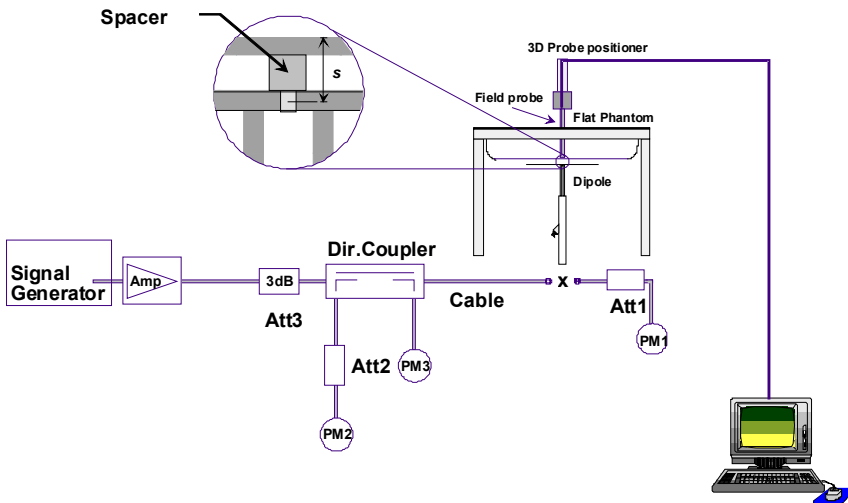 Spacer
s
3D Probe positioner
Field probe
Flat Phantom
Dipole
Signal
Generator
Amp
3dB
Att3
Dir.Coupler
Cable
x
Att1
PM1
Att2
PM3
PM2